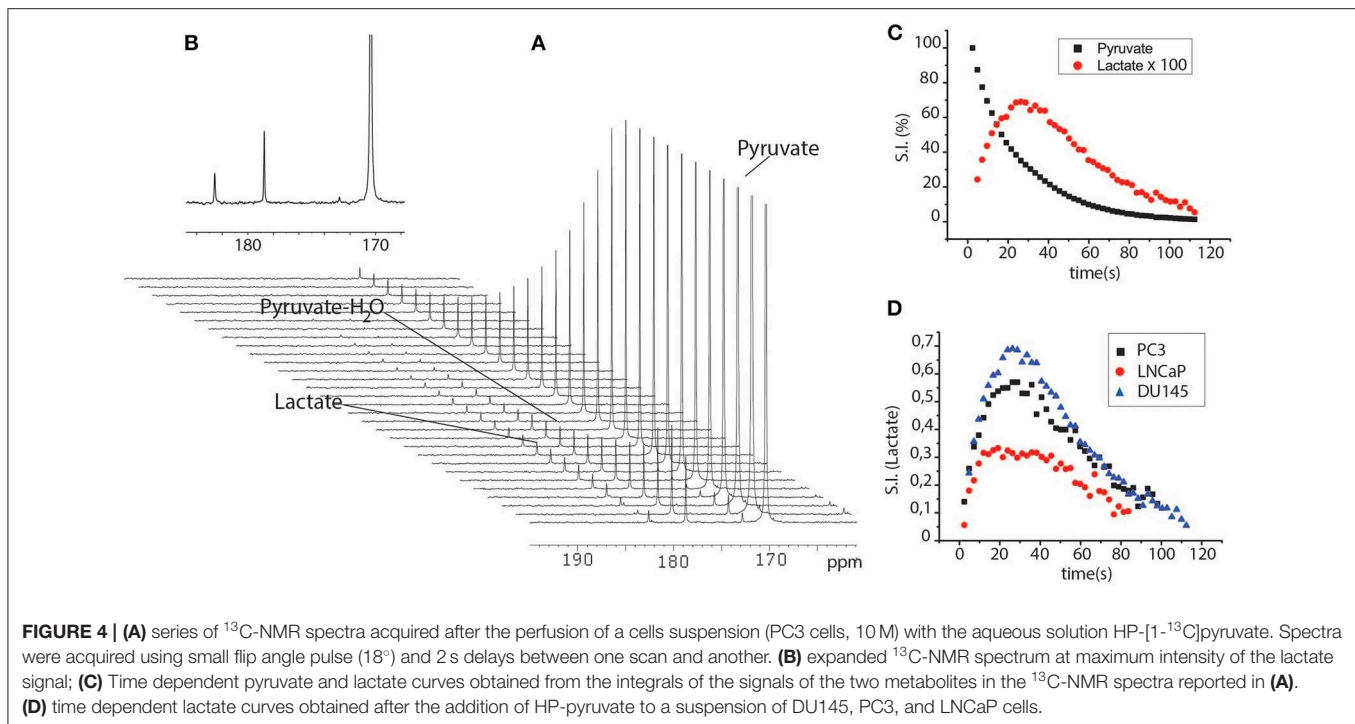 B
A
180
170
Pyruvate
Pyruvate-H₂O
Lactate
190
180
170
ppm
C
100
80
60
40
20
0
S.I. (%)
Pyruvate
Lactate x 100
0
20
40
60
80
100
120
time(s)
D
0,7
0,6
0,5
0,4
0,3
0,2
0,1
0
S.I. (Lactate)
PC3
LNCaP
DU145
0
20
40
60
80
100
120
time(s)
FIGURE 4 | (A) series of ¹³C-NMR spectra acquired after the perfusion of a cells suspension (PC3 cells, 10 M) with the aqueous solution HP-[1-¹³C]pyruvate. Spectra
were acquired using small flip angle pulse (18°) and 2 s delays between one scan and another. (B) expanded ¹³C-NMR spectrum at maximum intensity of the lactate
signal; (C) Time dependent pyruvate and lactate curves obtained from the integrals of the signals of the two metabolites in the ¹³C-NMR spectra reported in (A).
(D) time dependent lactate curves obtained after the addition of HP-pyruvate to a suspension of DU145, PC3, and LNCaP cells.